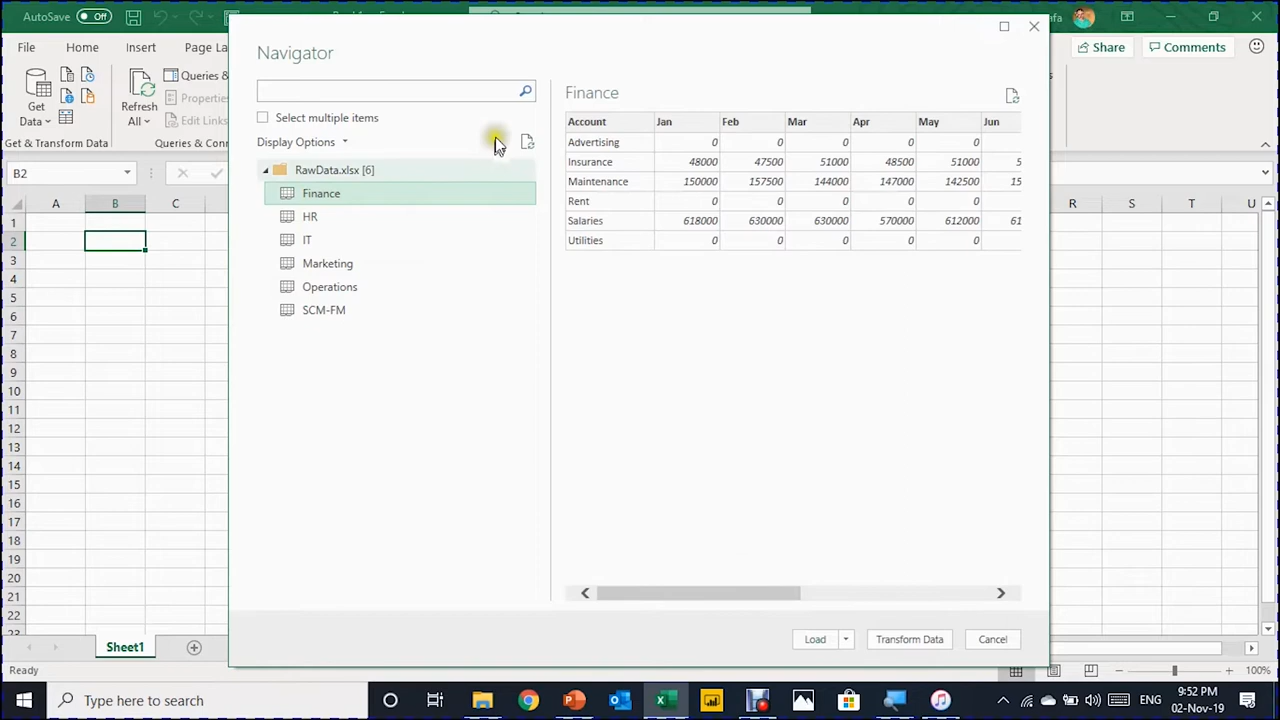 AutoSave Off
afa
File Home Insert Page La
Share Comments
Get Data
Refresh All
Queries &
Properties
Edit Links
Get & Transform Data
Queries & Connec
B2
A B C R S T U
1
2
3
4
5
6
7
8
9
10
11
12
13
14
15
16
17
18
19
20
21
22
23
Navigator
Select multiple items
Display Options
RawData.xlsx [6]
Finance
HR
IT
Marketing
Operations
SCM-FM
Finance
Account Jan Feb Mar Apr May Jun
Advertising 0 0 0 0 0
Insurance 48000 47500 51000 48500 51000 5
Maintenance 150000 157500 144000 147000 142500 15
Rent 0 0 0 0 0
Salaries 618000 630000 630000 570000 612000 61
Utilities 0 0 0 0 0
Load Transform Data Cancel
Sheet1
Ready
100%
Type here to search
ENG
9:52 PM
02-Nov-19